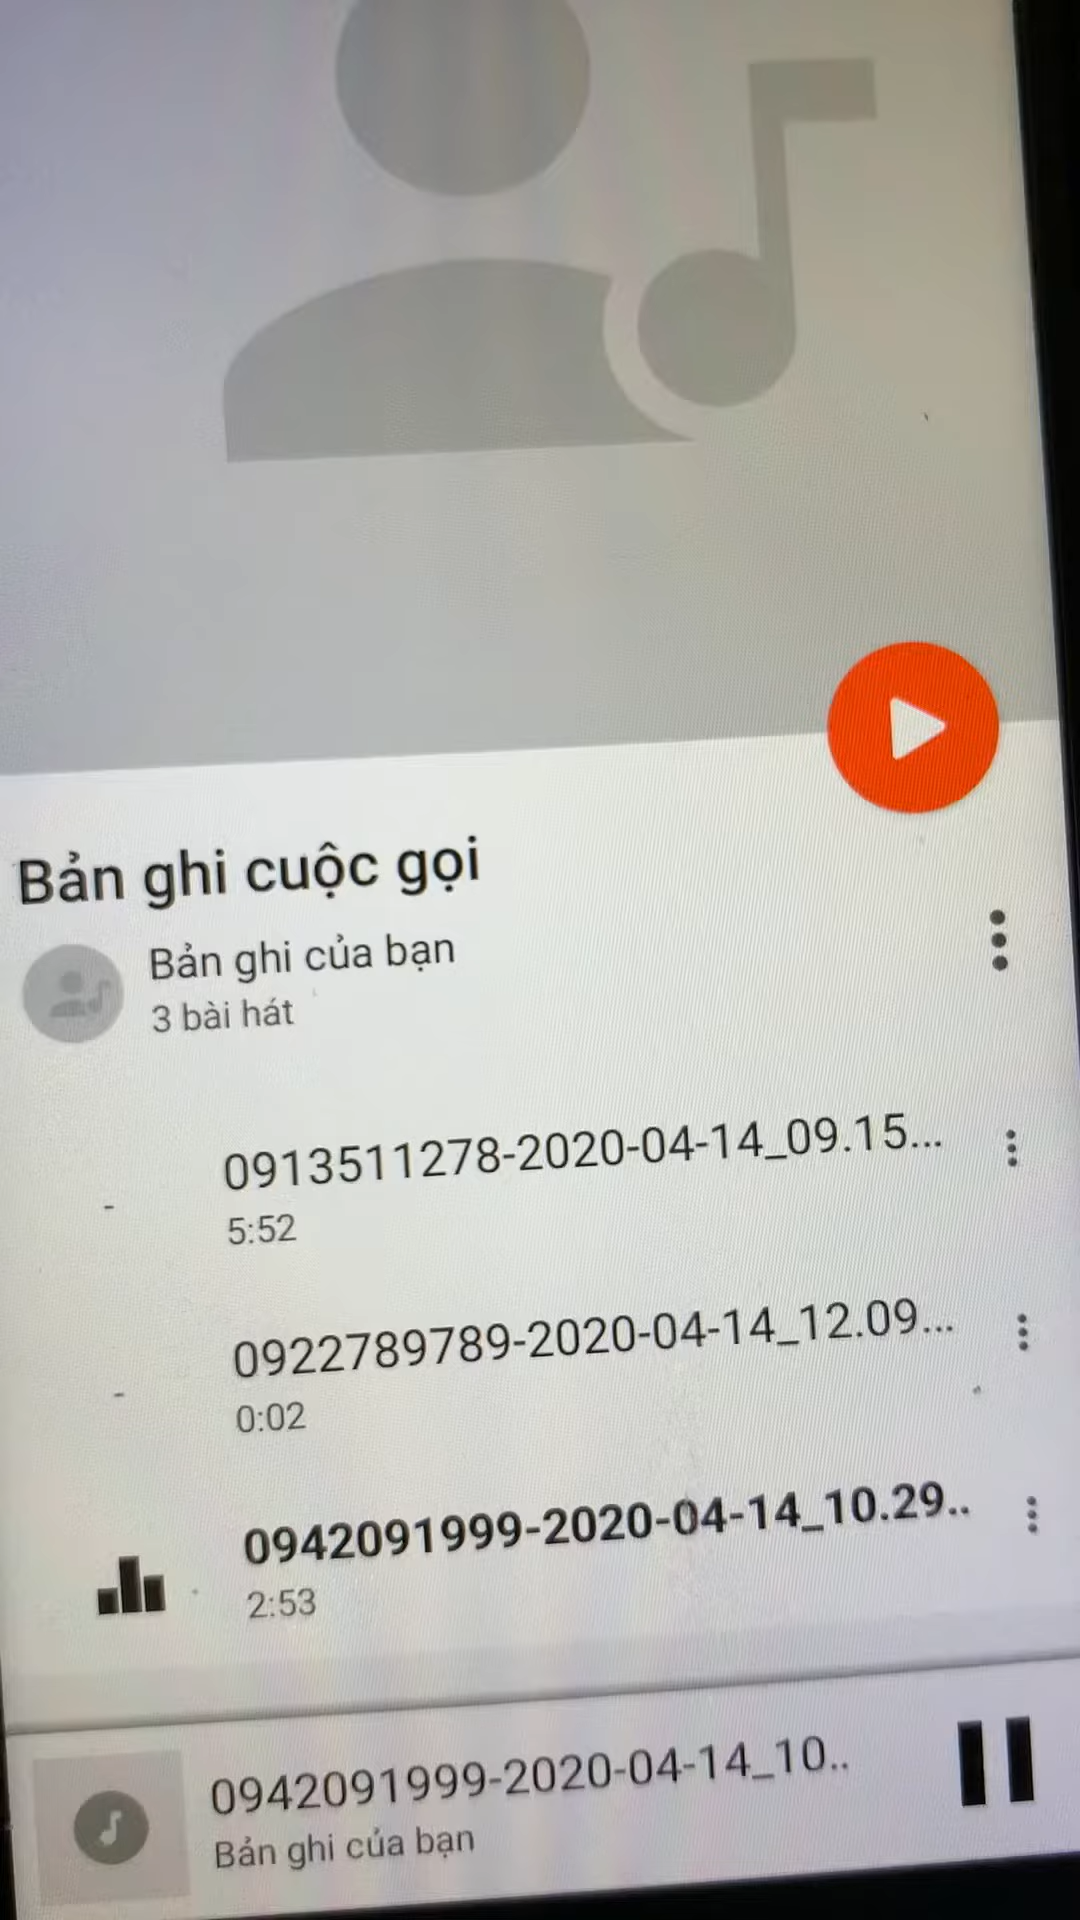 Bản ghi cuộc gọi
Bản ghi của bạn
3 bài hát
0913511278-2020-04-14_09.15...
5:52
0922789789-2020-04-14_12.09...
0:02
0942091999-2020-04-14_10.29..
2:53
0942091999-2020-04-14_10..
Bản ghi của bạn